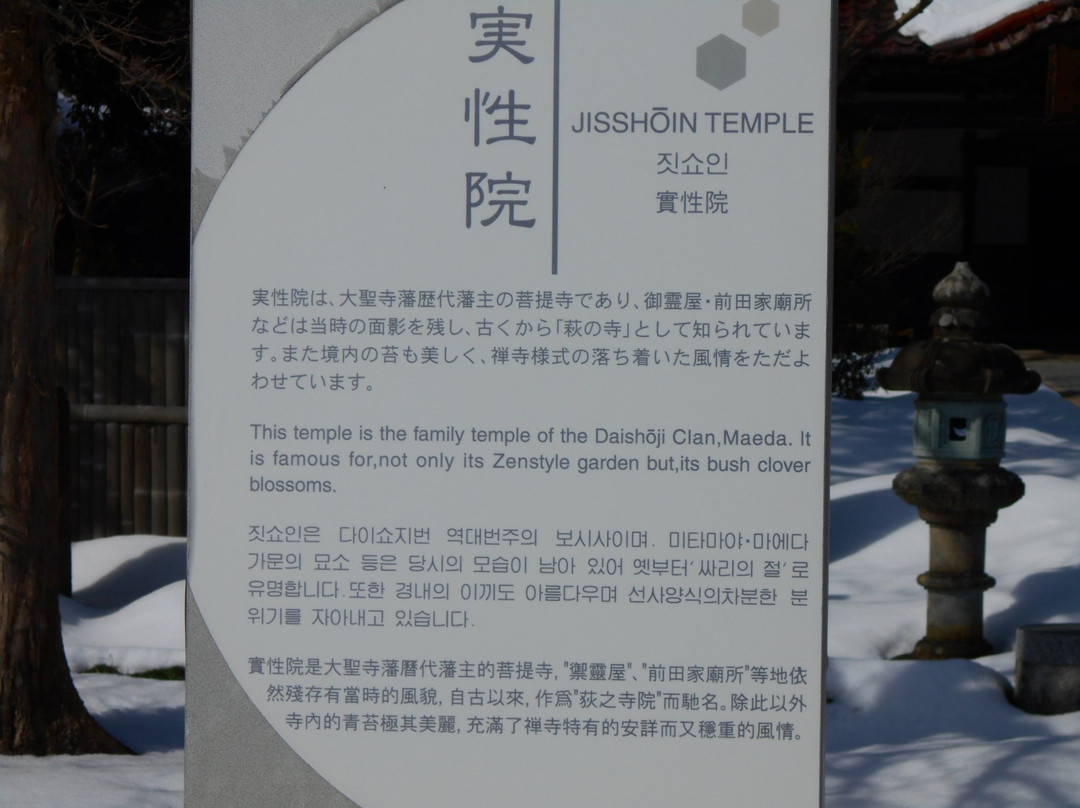 実性院
JISSHŌIN TEMPLE
짓쇼인
實性院
実性院は、大聖寺藩歴代藩主の菩提寺であり、御霊屋・前田家廟所
などは当時の面影を残し、古くから「萩の寺」として知られていま
す。また境内の苔も美しく、禅寺様式の落ち着いた風情をただよ
わせています。
This temple is the family temple of the Daishōji Clan,Maeda. It
is famous for,not only its Zenstyle garden but,its bush clover
blossoms.
짓쇼인은 다이쇼지번 역대번주의 보시사이며. 미타마야·마에다
가문의 묘소 등은 당시의 모습이 남아 있어 옛부터'싸리의 절'로
유명합니다.또한 경내의 이끼도 아름다우며 선사양식의차분한 분
위기를 자아내고 있습니다.
實性院是大聖寺藩曆代藩主的菩提寺,"禦靈屋"、"前田家廟所"等地依
然殘存有當時的風貌, 自古以來, 作爲"荻之寺院"而馳名。除此以外
寺內的青苔極其美麗, 充滿了禅寺特有的安詳而又穩重的風情。